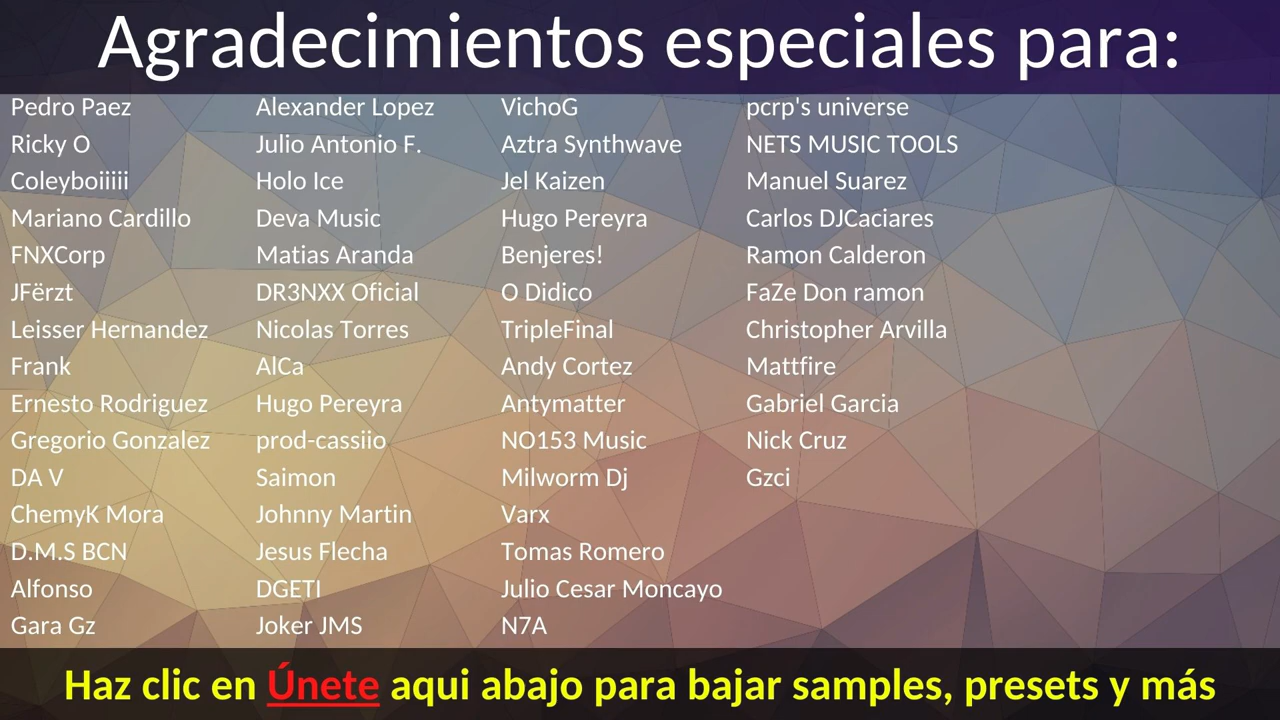 Agradecimientos especiales para:
Pedro Paez
Ricky O
Coleyboiiiii
Mariano Cardillo
FNXCorp
JFërzt
Leisser Hernandez
Frank
Ernesto Rodriguez
Gregorio Gonzalez
DA V
ChemyK Mora
D.M.S BCN
Alfonso
Gara Gz
Alexander Lopez
Julio Antonio F.
Holo Ice
Deva Music
Matias Aranda
DR3NXX Oficial
Nicolas Torres
AlCa
Hugo Pereyra
prod-cassiio
Saimon
Johnny Martin
Jesus Flecha
DGETI
Joker JMS
VichoG
Aztra Synthwave
Jel Kaizen
Hugo Pereyra
Benjeres!
O Didico
TripleFinal
Andy Cortez
Antymatter
NO153 Music
Milworm Dj
Varx
Tomas Romero
Julio Cesar Moncayo
N7A
pcrp's universe
NETS MUSIC TOOLS
Manuel Suarez
Carlos DJCaciares
Ramon Calderon
FaZe Don ramon
Christopher Arvilla
Mattfire
Gabriel Garcia
Nick Cruz
Gzci
Haz clic en Únete aqui abajo para bajar samples, presets y más